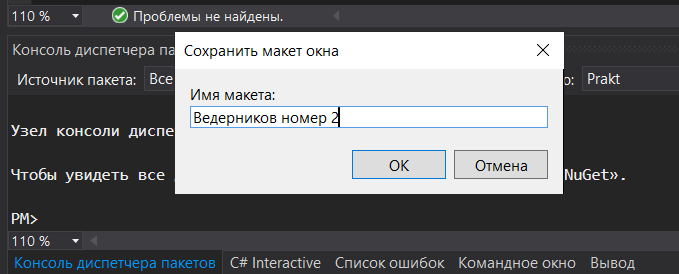 110 %
Проблемы не найдены.
Сохранить макет окна
Консоль диспетчера пакето
Источник пакета: Все
о: Prakt
Имя макета:
Ведерников номер 2
Узел консоли диспе
OK
Отмена
Чтобы увидеть все
NuGet».
PM>
110 %
Консоль диспетчера пакетов C# Interactive Список ошибок Командное окно Вывод